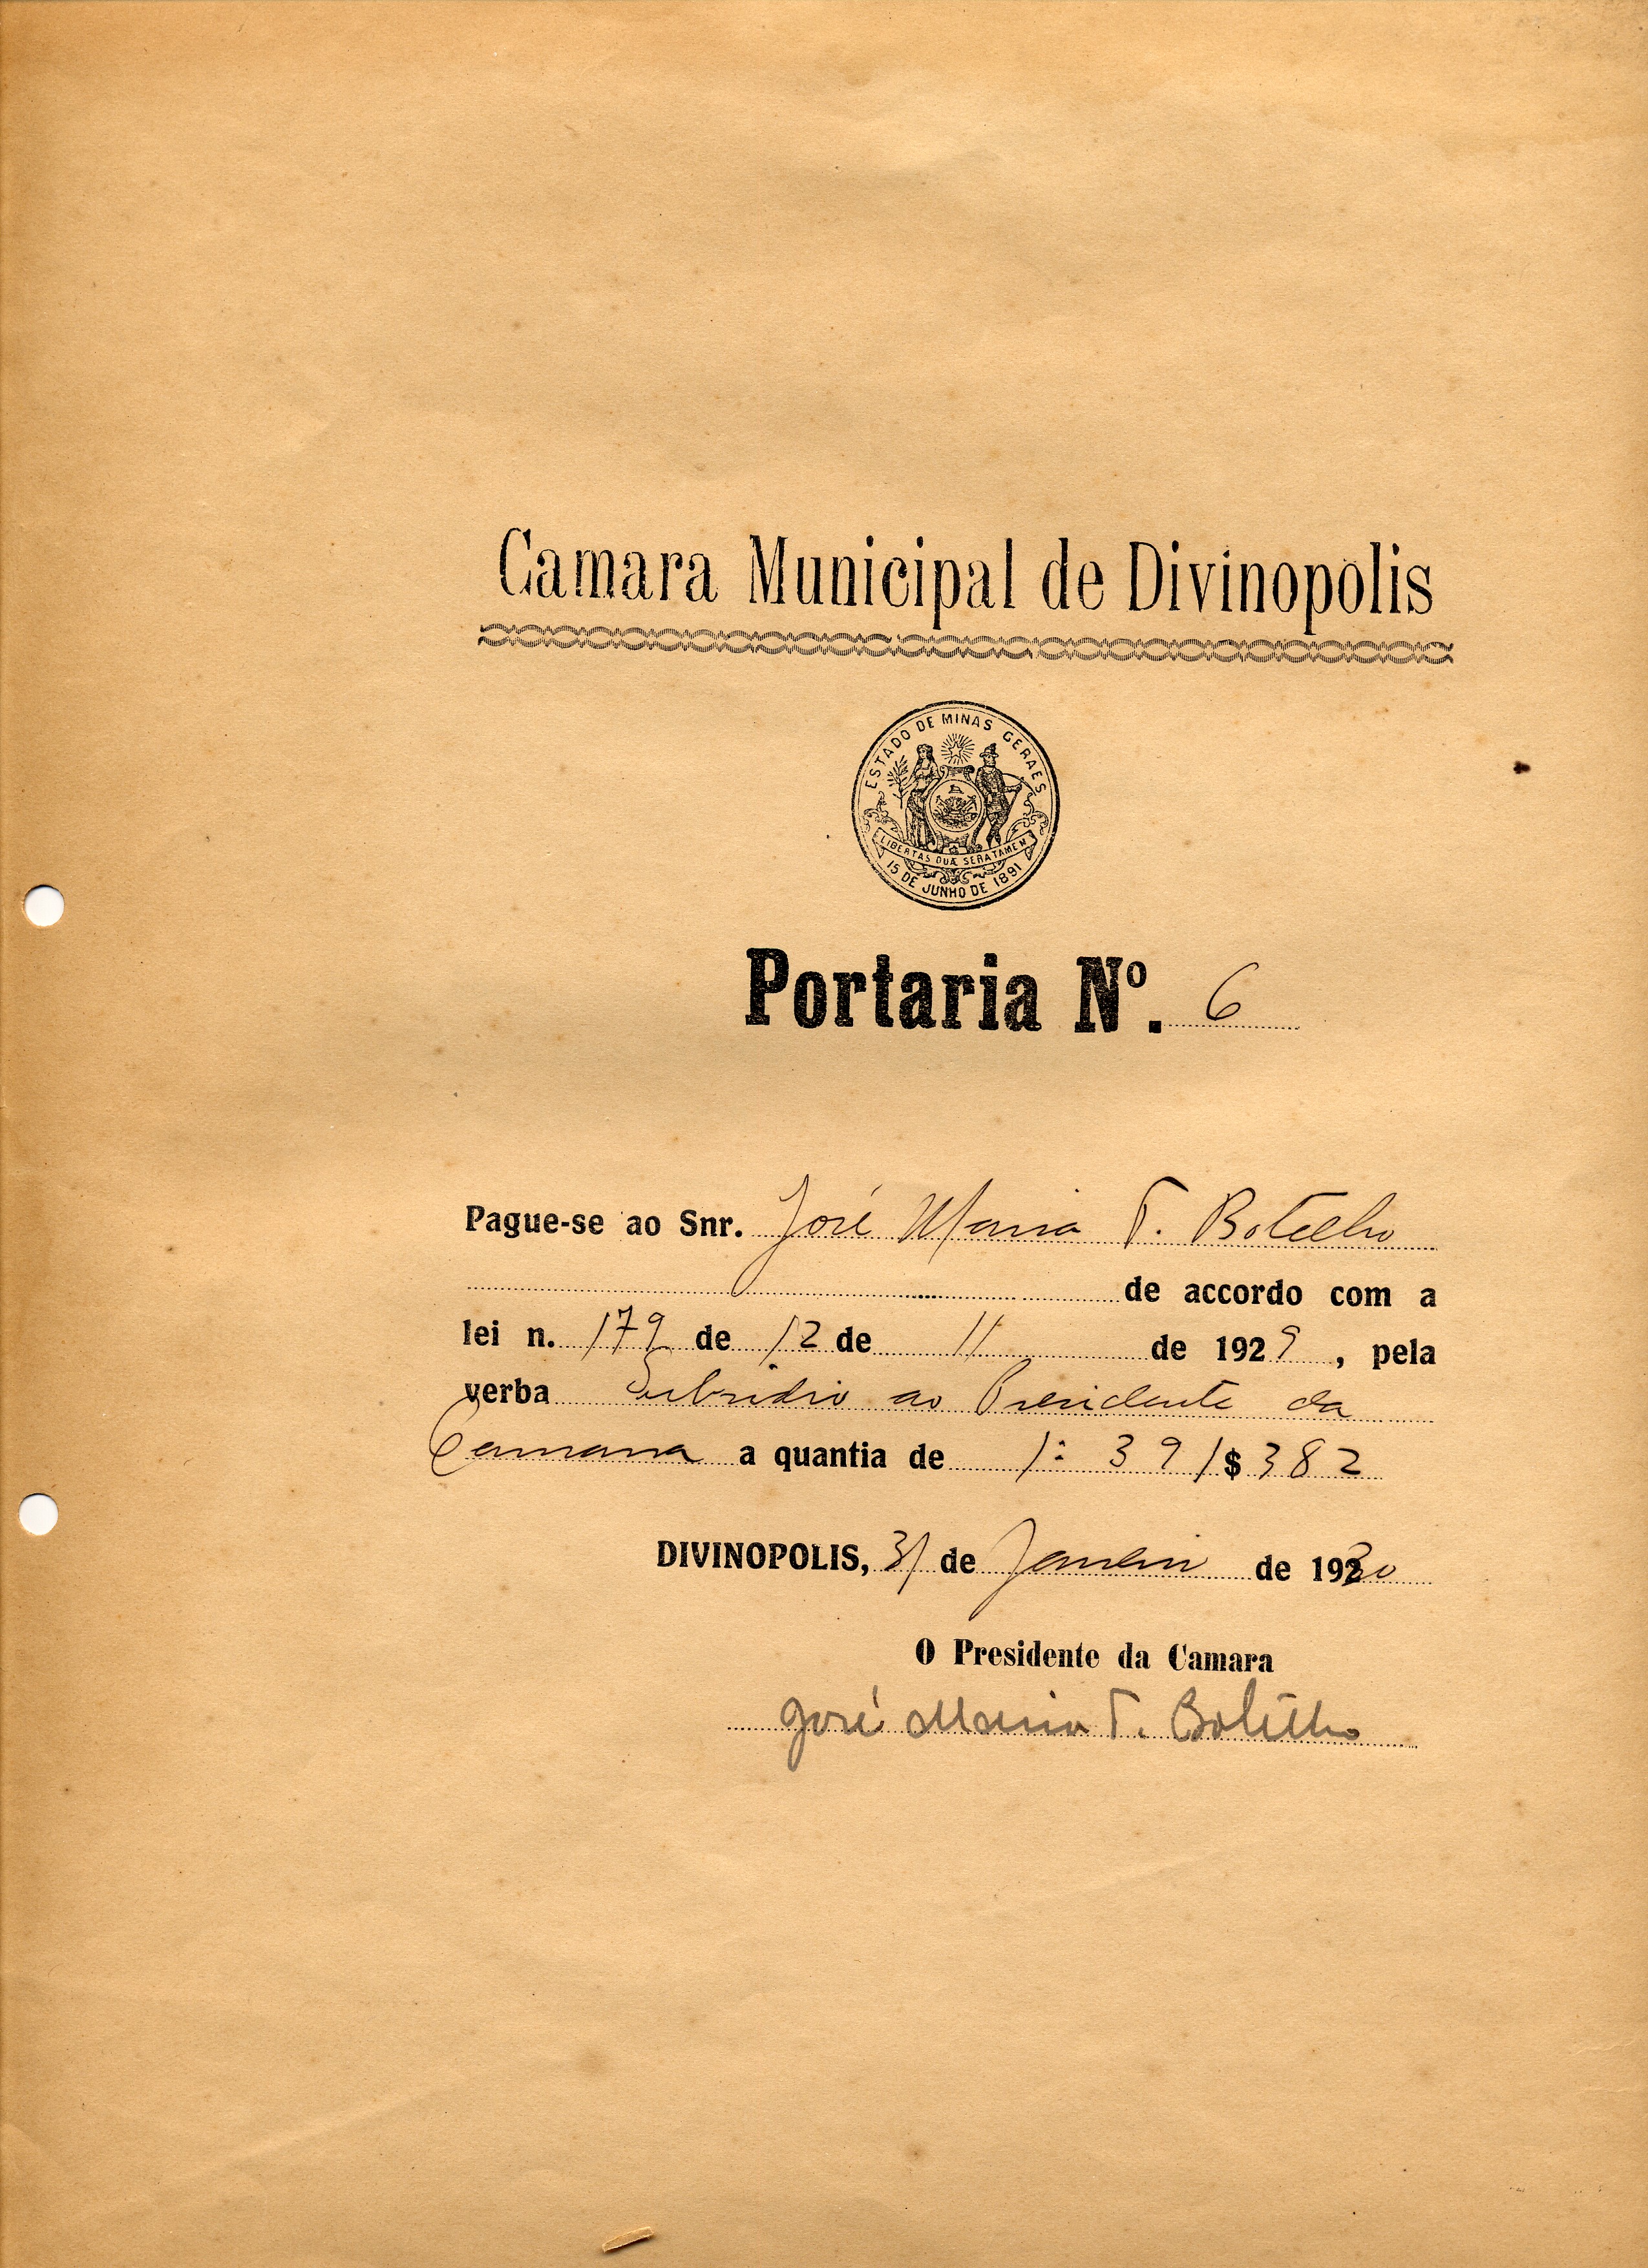 Camara Municipal de Divinopolis
ESTADO DE MINAS GERAES
LIBERTAS QUÆ SERA TAMEN
15 DE JUNHO DE 1891
Portaria Nº. 6
Pague-se ao Snr. José Maria T. Botelho
de accordo com a
lei n. 179 de 12 de 11 de 1929, pela
verba Subsidio ao Presidente da
Camara a quantia de 1:391$382
DIVINOPOLIS, 31 de Janeiro de 1930
O Presidente da Camara
José Maria T. Botelho